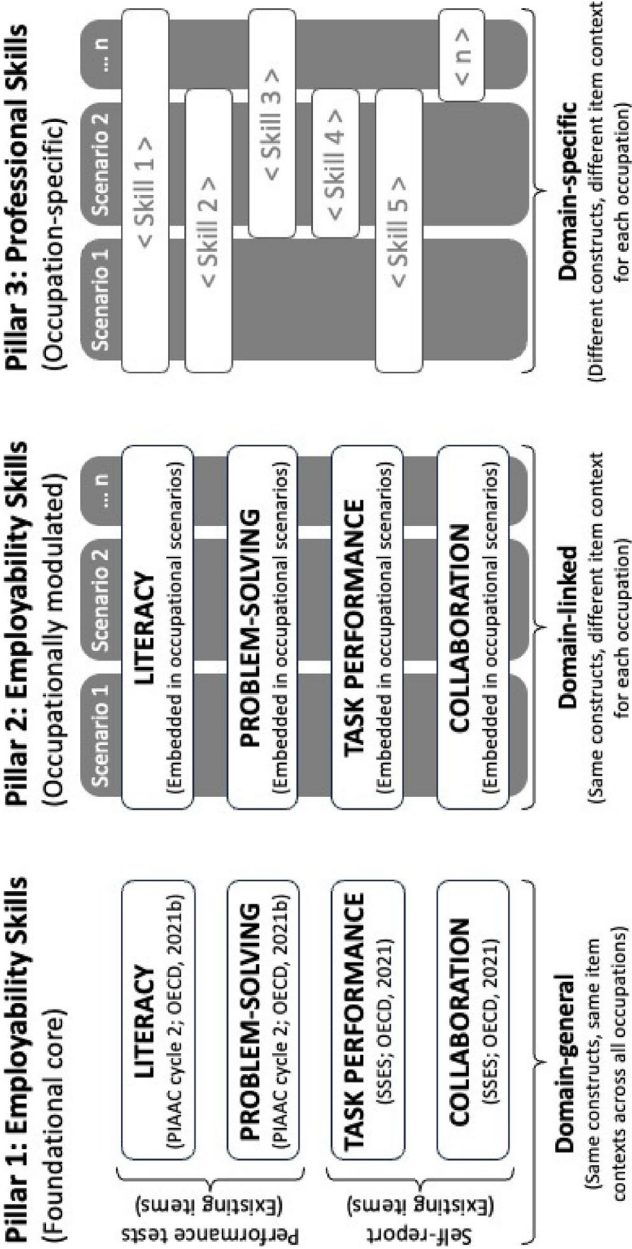 Pillar 1: Employability Skills
(Foundational core)
Performance tests
(Existing items)
LITERACY
(PIAAC cycle 2; OECD, 2021b)
PROBLEM-SOLVING
(PIAAC cycle 2; OECD, 2021b)
Self-report
(Existing items)
TASK PERFORMANCE
(SSES; OECD, 2021)
COLLABORATION
(SSES; OECD, 2021)
Domain-general
(Same constructs, same item
contexts across all occupations)
Pillar 2: Employability Skills
(Occupationally modulated)
Scenario 1
Scenario 2
... n
LITERACY
(Embedded in occupational scenarios)
PROBLEM-SOLVING
(Embedded in occupational scenarios)
TASK PERFORMANCE
(Embedded in occupational scenarios)
COLLABORATION
(Embedded in occupational scenarios)
Domain-linked
(Same constructs, different item context
for each occupation)
Pillar 3: Professional Skills
(Occupation-specific)
Scenario 1
Scenario 2
... n
< Skill 1 >
< Skill 2 >
< Skill 3 >
< Skill 4 >
< Skill 5 >
< n >
Domain-specific
(Different constructs, different item context
for each occupation)